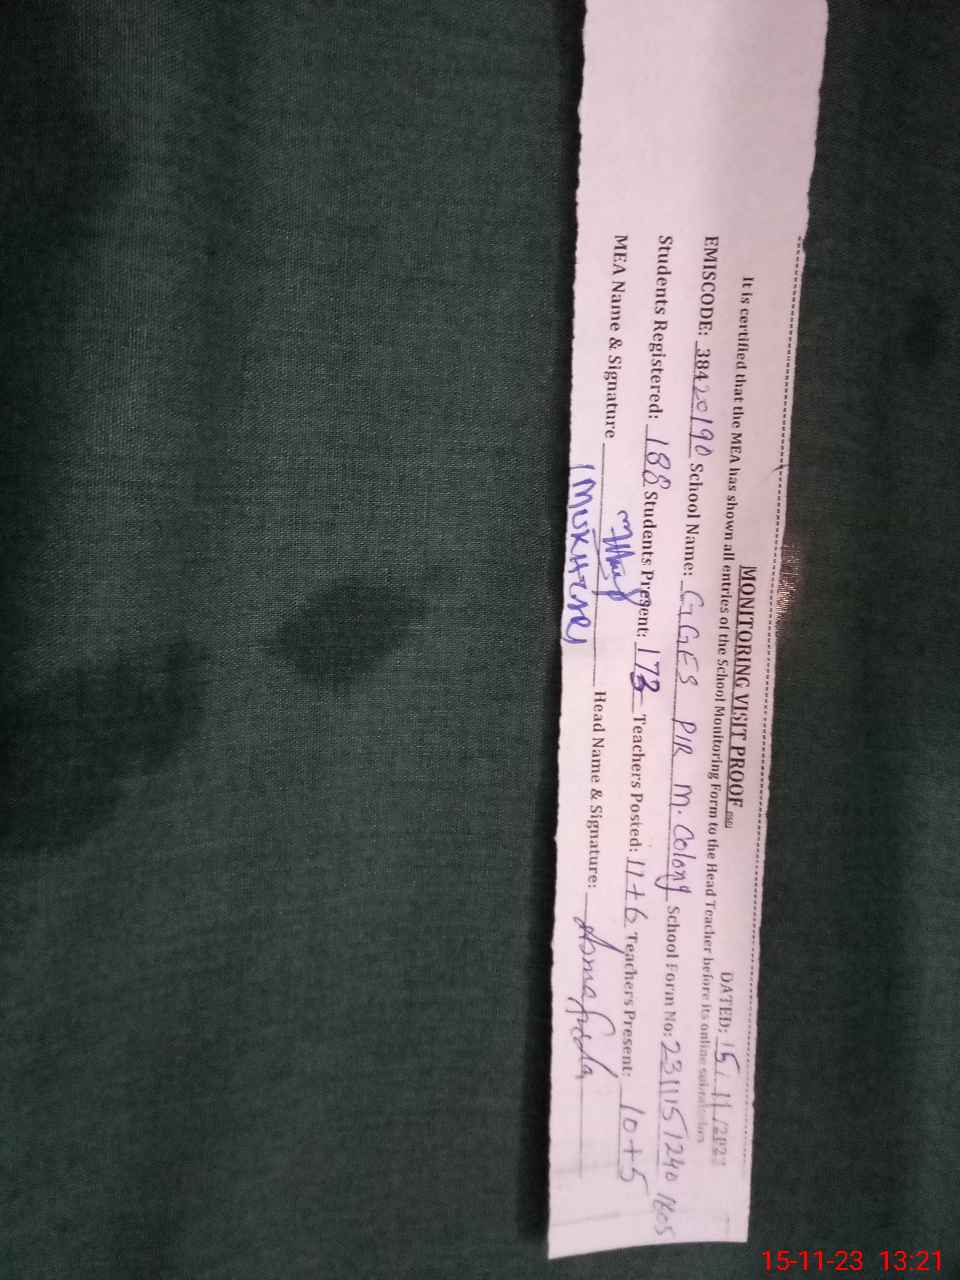 MONITORING VISIT PROOF
DATED: 15/11/2023
It is certified that the MEA has shown all entries of the School Monitoring Form to the Head Teacher before its online submission
EMISCODE: 38420190 School Name: GGES PIR M. Colony School Form No: 231115 1240 1805
Students Registered: 188 Students Present: 173 Teachers Posted: 11+6 Teachers Present: 10+5
MEA Name & Signature Head Name & Signature: Asma
15-11-23 13:21